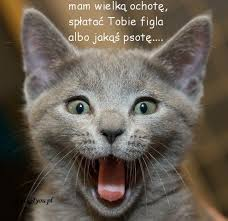 mam wielką ochotę,
spłatać Tobie figla
albo jakąś psotę....